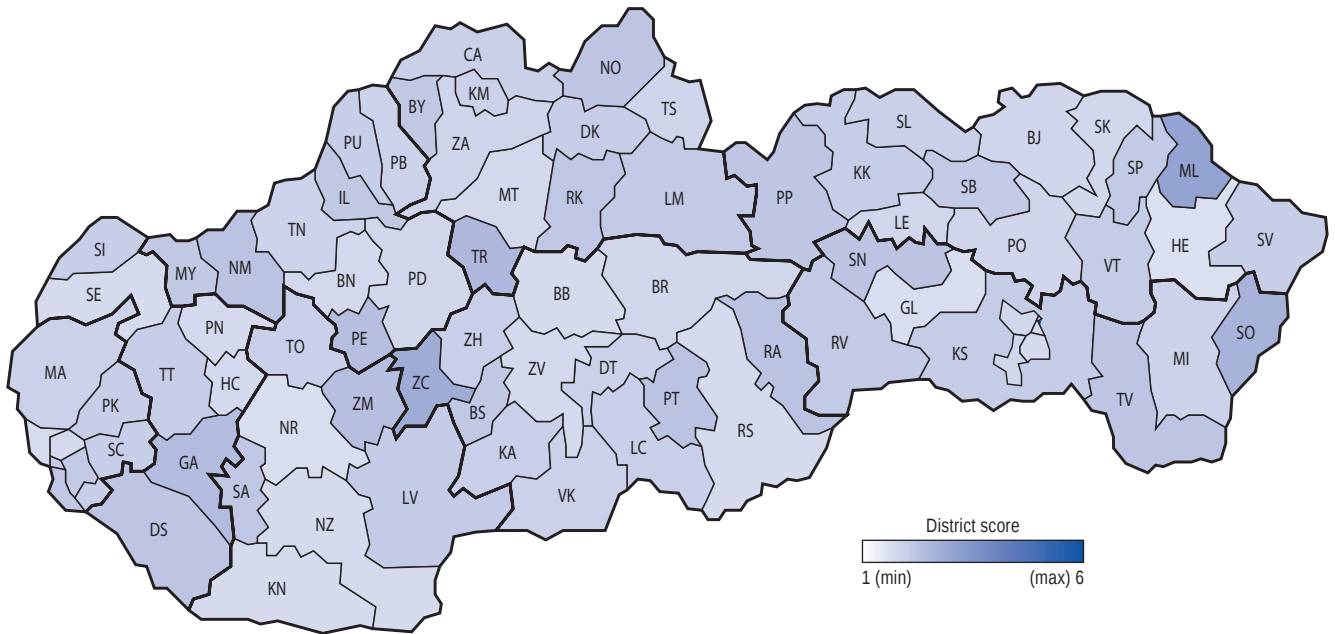 CA
NO
KM
BY
TS
ZA
DK
SL
BJ
SK
PU
PB
SP
ML
KK
SB
IL
MT
RK
LM
PP
LE
TN
PO
HE
SV
SI
MY
NM
TR
SN
VT
SE
BN
PD
BB
BR
GL
PN
TO
PE
ZH
RV
KS
SO
MA
TT
HC
ZC
ZV
DT
RA
MI
PK
ZM
BS
PT
TV
NR
RS
SC
GA
KA
LC
SA
LV
VK
DS
NZ
KN
District score
1 (min)
(max) 6